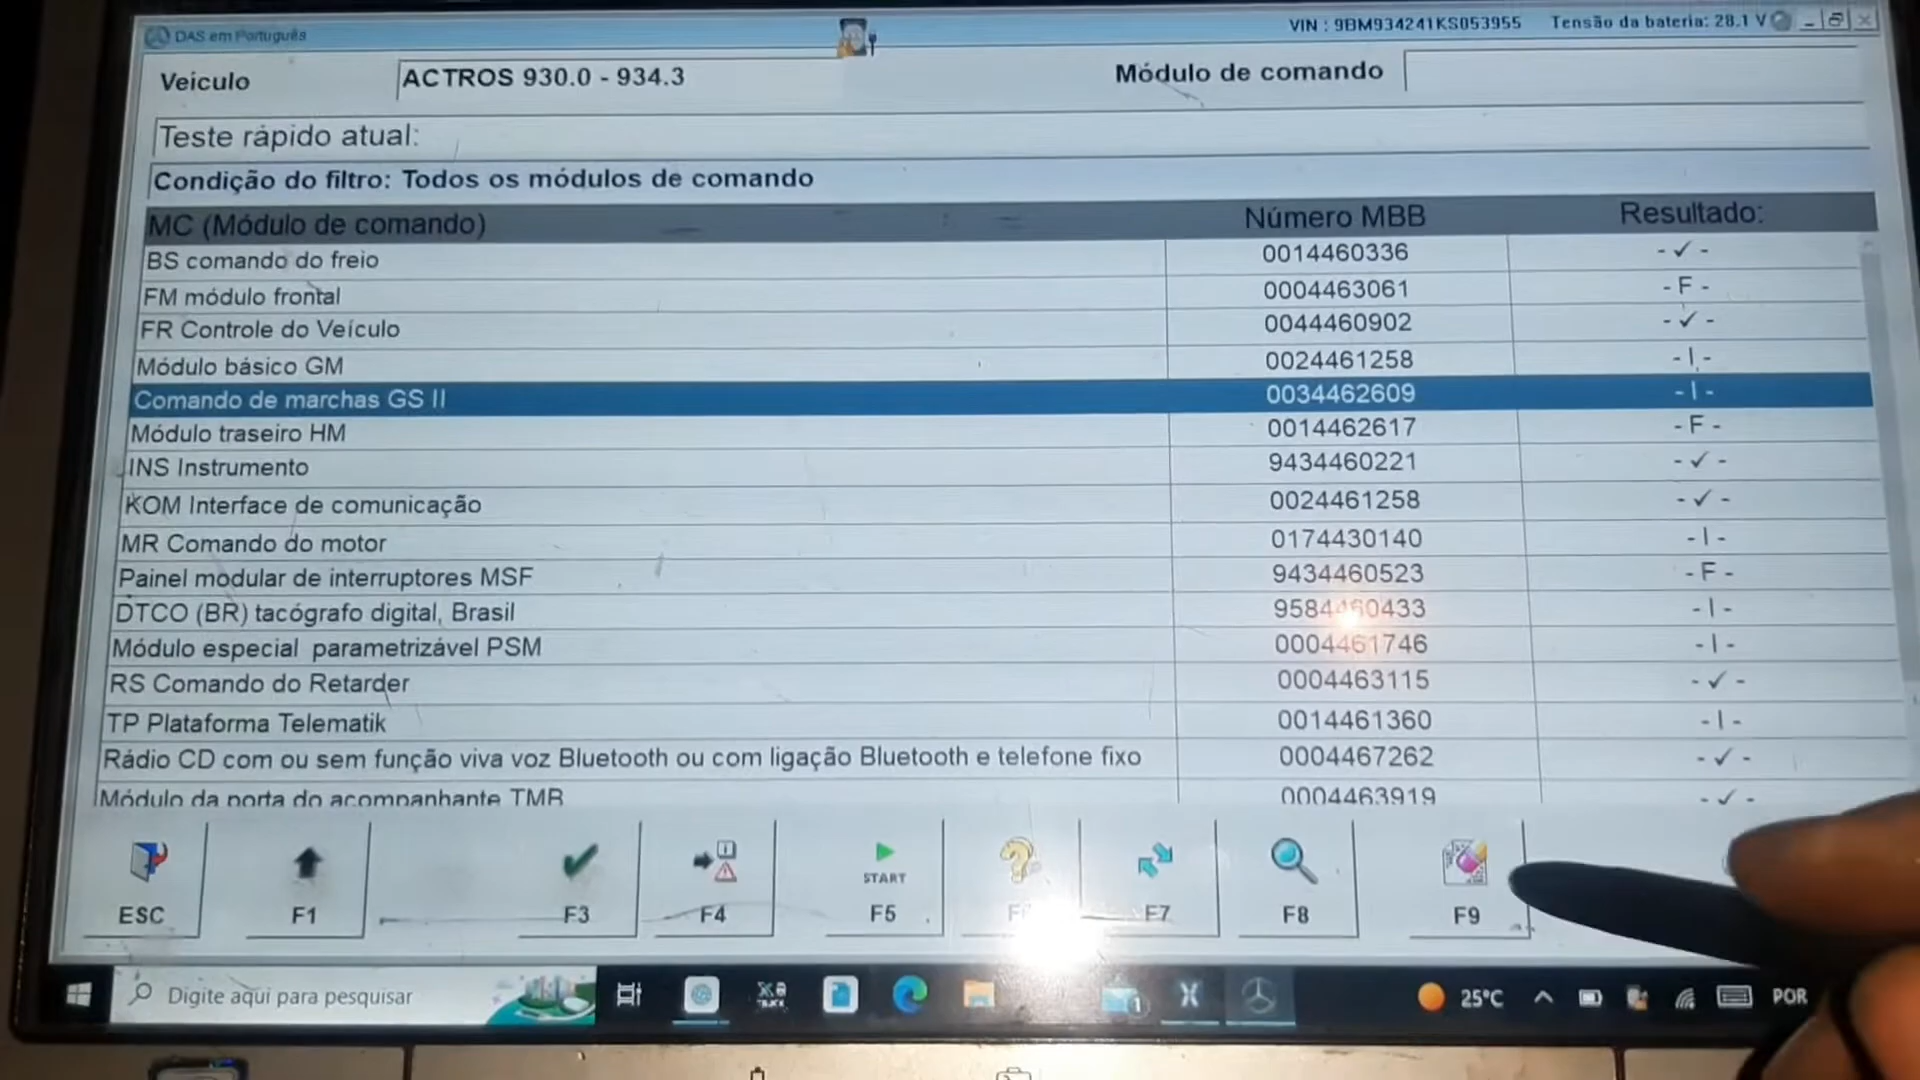 DAS em Português
VIN : 9BM934241KS053955 Tensão da bateria: 28.1 V
Veículo ACTROS 930.0 - 934.3 Módulo de comando
Teste rápido atual:
Condição do filtro: Todos os módulos de comando
MC (Módulo de comando) Número MBB Resultado:
BS comando do freio 0014460336 - ✓ -
FM módulo frontal 0004463061 - F -
FR Controle do Veículo 0044460902 - ✓ -
Módulo básico GM 0024461258 - I -
Comando de marchas GS II 0034462609 - I -
Módulo traseiro HM 0014462617 - F -
INS Instrumento 9434460221 - ✓ -
KOM Interface de comunicação 0024461258 - ✓ -
MR Comando do motor 0174430140 - I -
Painel modular de interruptores MSF 9434460523 - F -
DTCO (BR) tacógrafo digital, Brasil 9584460433 - I -
Módulo especial parametrizável PSM 0004461746 - I -
RS Comando do Retarder 0004463115 - ✓ -
TP Plataforma Telematik 0014461360 - I -
Rádio CD com ou sem função viva voz Bluetooth ou com ligação Bluetooth e telefone fixo 0004467262 - ✓ -
Módulo da porta do acompanhante TMR 0004463919 - ✓ -
START
ESC F1 F3 F4 F5 F7 F8 F9
Digite aqui para pesquisar 25°C POR